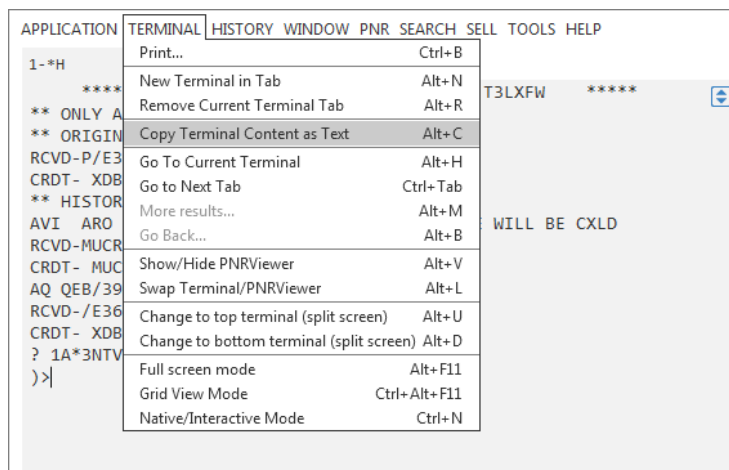 APPLICATION TERMINAL HISTORY WINDOW PNR SEARCH SELL TOOLS HELP
1-*H
**** T3LXFW *****
** ONLY A
** ORIGIN
RCVD-P/E3
CRDT- XDB
** HISTOR
AVI ARO WILL BE CXLD
RCVD-MUCR
CRDT- MUC
AQ QEB/39
RCVD-/E36
CRDT- XDB
? 1A*3NTV
)>
Print... Ctrl+B
New Terminal in Tab Alt+N
Remove Current Terminal Tab Alt+R
Copy Terminal Content as Text Alt+C
Go To Current Terminal Alt+H
Go to Next Tab Ctrl+Tab
More results... Alt+M
Go Back... Alt+B
Show/Hide PNRViewer Alt+V
Swap Terminal/PNRViewer Alt+L
Change to top terminal (split screen) Alt+U
Change to bottom terminal (split screen) Alt+D
Full screen mode Alt+F11
Grid View Mode Ctrl+Alt+F11
Native/Interactive Mode Ctrl+N